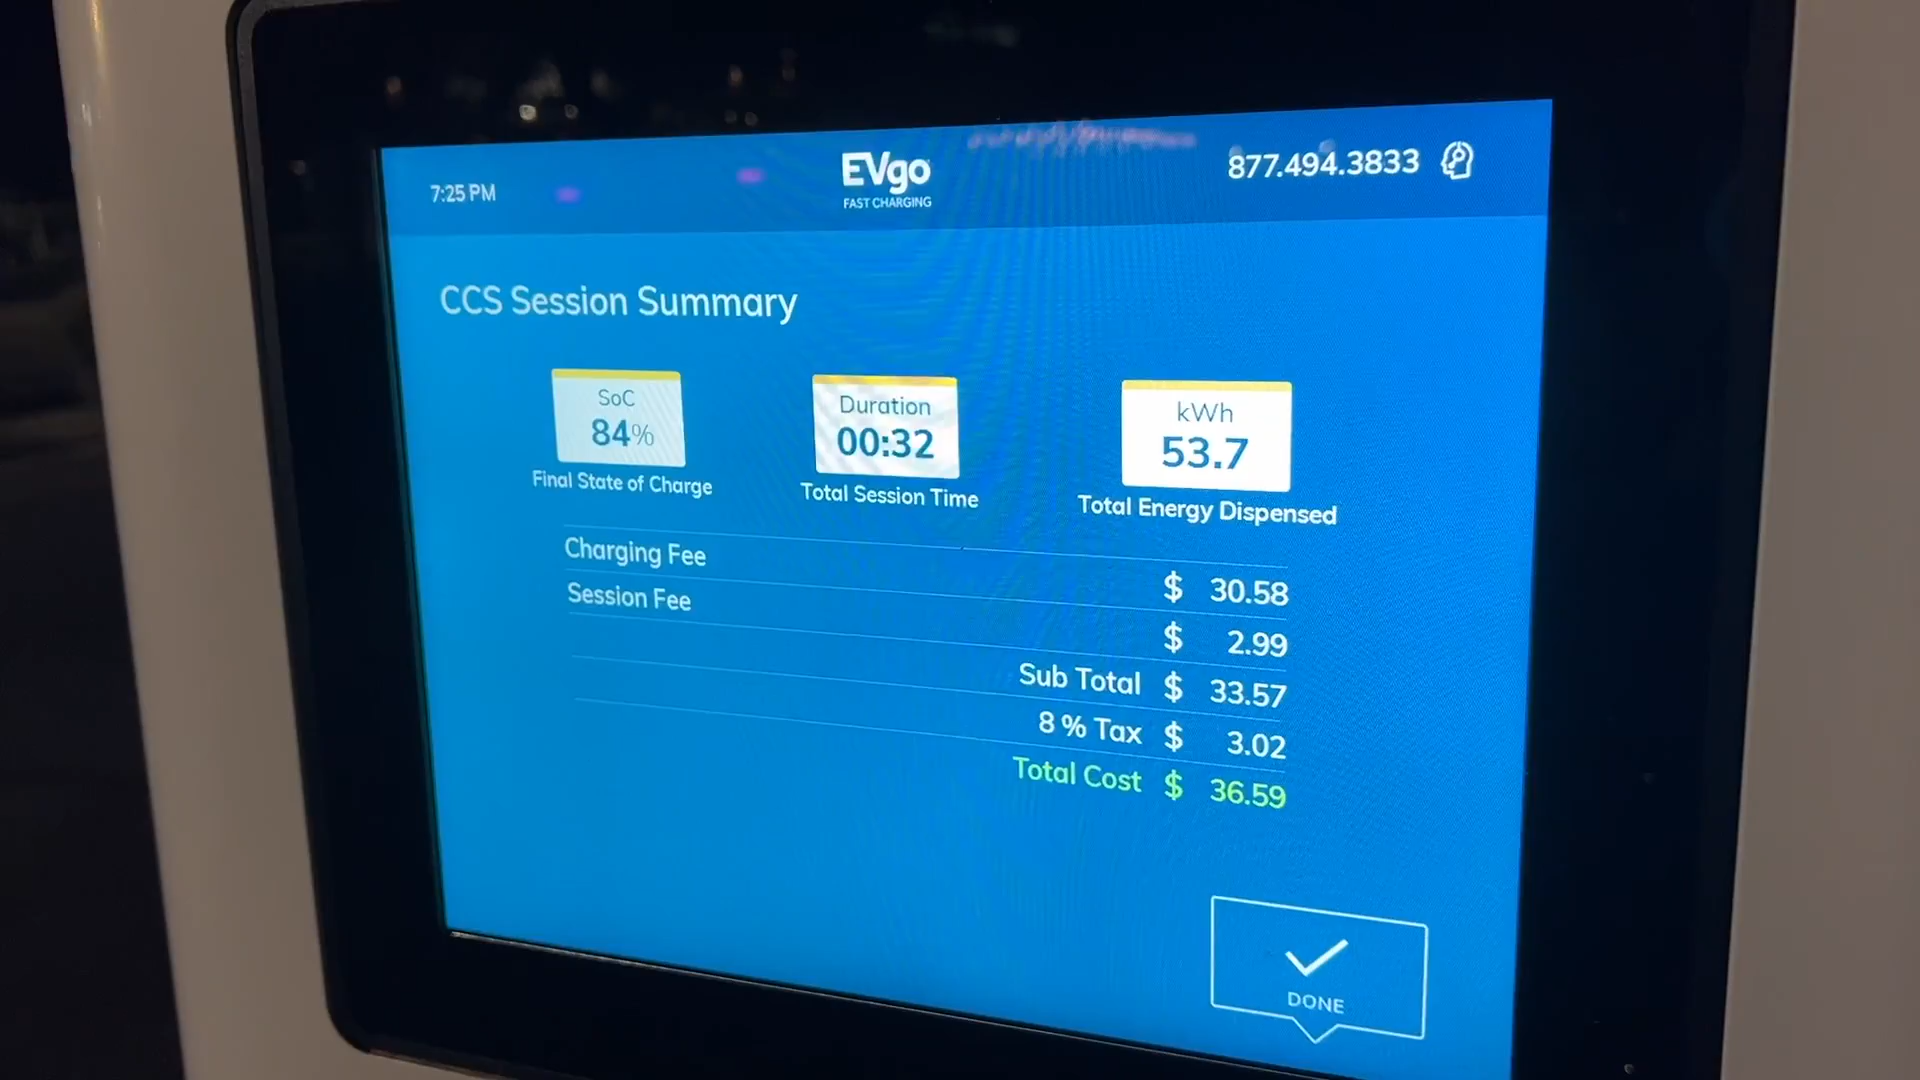 7:25 PM
EVgo
FAST CHARGING
877.494.3833
CCS Session Summary
SoC
84%
Final State of Charge
Duration
00:32
Total Session Time
kWh
53.7
Total Energy Dispensed
Charging Fee $ 30.58
Session Fee $ 2.99
Sub Total $ 33.57
8 % Tax $ 3.02
Total Cost $ 36.59
DONE